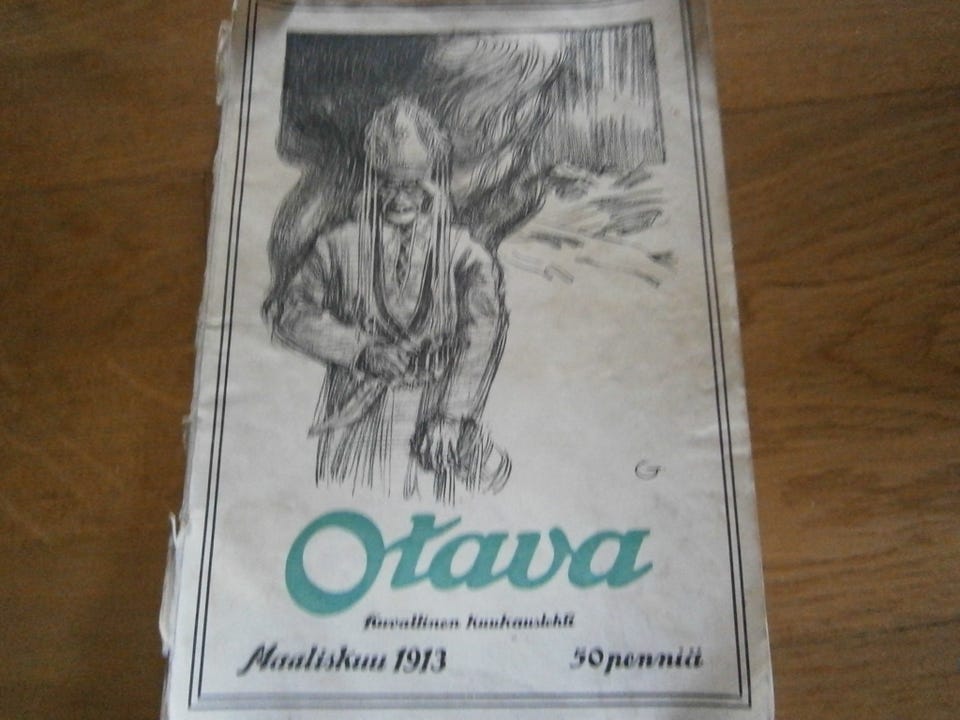 G
Otava
Kuvallinen kuukauslehti
Maaliskuu 1913
50 penniä